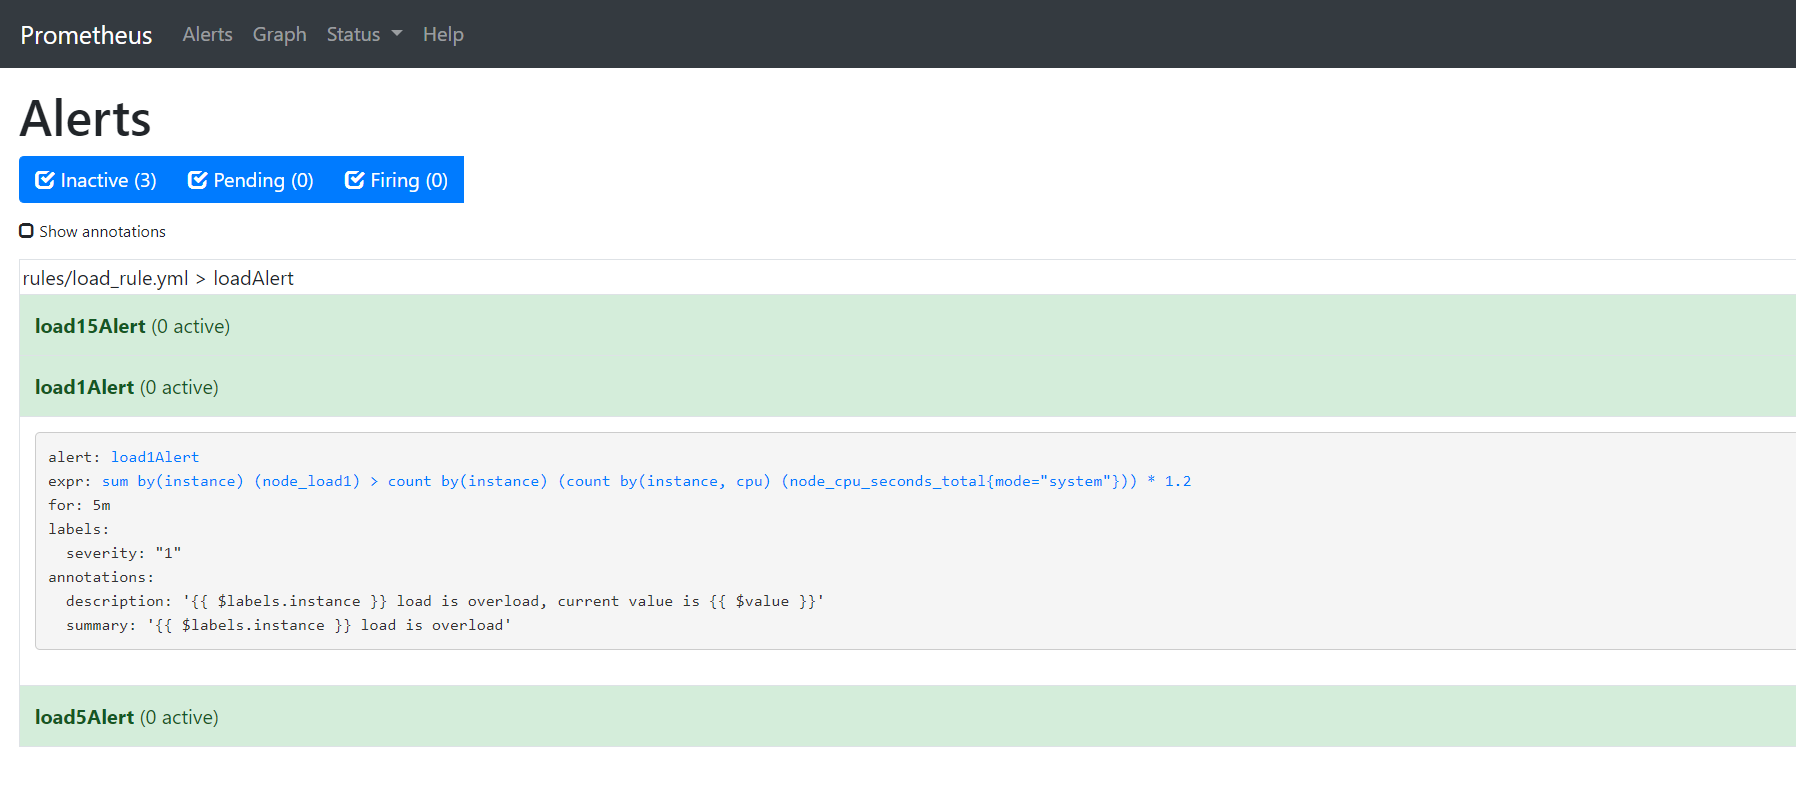 Prometheus Alerts Graph Status Help
Alerts
Inactive (3) Pending (0) Firing (0)
Show annotations
rules/load_rule.yml > loadAlert
load15Alert (0 active)
load1Alert (0 active)
alert: load1Alert
expr: sum by(instance) (node_load1) > count by(instance) (count by(instance, cpu) (node_cpu_seconds_total{mode="system"})) * 1.2
for: 5m
labels:
  severity: "1"
annotations:
  description: '{{ $labels.instance }} load is overload, current value is {{ $value }}'
  summary: '{{ $labels.instance }} load is overload'
load5Alert (0 active)